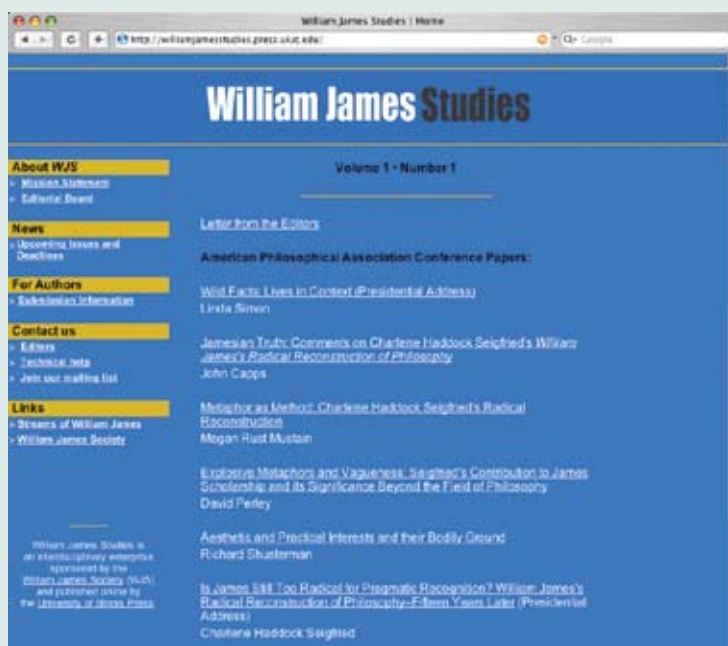 William James Studies | Home
http://williamjamesstudies.press.uiuc.edu/
Google
William James Studies
About WJS
Mission Statement
Editorial Board
News
Upcoming Issues and
Deadlines
For Authors
Submission Information
Contact us
Editors
Technical help
Join our mailing list
Links
Streams of William James
William James Society
William James Studies is
an interdisciplinary enterprise
sponsored by the
William James Society (WJS)
and published online by
the University of Illinois Press
Volume 1 • Number 1
Letter from the Editors
American Philosophical Association Conference Papers:
Wild Facts: Lives in Context (Presidential Address)
Linda Simon
Jamesian Truth: Comments on Charlene Haddock Seigfried's William
James's Radical Reconstruction of Philosophy
John Capps
Metaphor as Method: Charlene Haddock Seigfried's Radical
Reconstruction
Megan Rust Mustain
Explosive Metaphors and Vagueness: Seigfried's Contribution to James
Scholarship and its Significance Beyond the Field of Philosophy
David Perley
Aesthetic and Practical Interests and their Bodily Ground
Richard Shusterman
Is James Still Too Radical for Pragmatic Recognition? William James's
Radical Reconstruction of Philosophy–Fifteen Years Later (Presidential
Address)
Charlene Haddock Seigfried